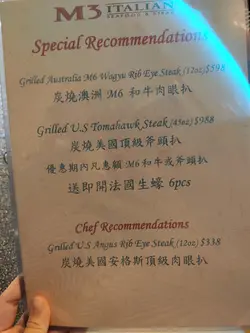 M3 ITALIAN
SEAFOOD & STEAK
Special Recommendations
Grilled Australia M6 Wagyu Rib Eye Steak (12oz) $598
炭燒澳洲 M6 和牛肉眼扒
Grilled U.S Tomahawk Steak (45oz) $988
炭燒美國頂級斧頭扒
優惠期內凡惠顧 M6 和牛或斧頭扒
送即開法國生蠔 6pcs
Chef Recommendations
Grilled U.S Angus Rib Eye Steak (12oz) $338
炭燒美國安格斯頂級肉眼扒